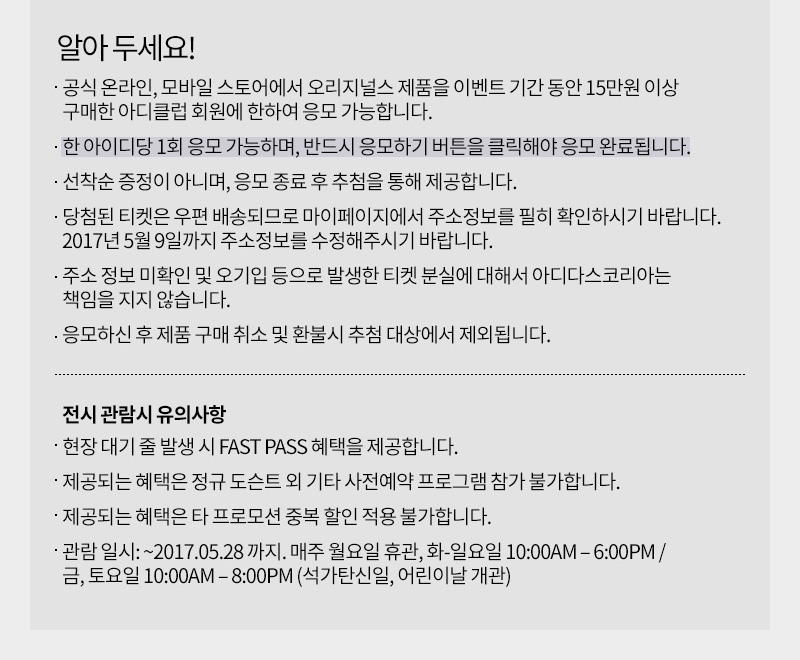 알아 두세요!
· 공식 온라인, 모바일 스토어에서 오리지널스 제품을 이벤트 기간 동안 15만원 이상
구매한 아디클럽 회원에 한하여 응모 가능합니다.
· 한 아이디당 1회 응모 가능하며, 반드시 응모하기 버튼을 클릭해야 응모 완료됩니다.
· 선착순 증정이 아니며, 응모 종료 후 추첨을 통해 제공합니다.
· 당첨된 티켓은 우편 배송되므로 마이페이지에서 주소정보를 필히 확인하시기 바랍니다.
2017년 5월 9일까지 주소정보를 수정해주시기 바랍니다.
· 주소 정보 미확인 및 오기입 등으로 발생한 티켓 분실에 대해서 아디다스코리아는
책임을 지지 않습니다.
· 응모하신 후 제품 구매 취소 및 환불시 추첨 대상에서 제외됩니다.
전시 관람시 유의사항
· 현장 대기 줄 발생 시 FAST PASS 혜택을 제공합니다.
· 제공되는 혜택은 정규 도슨트 외 기타 사전예약 프로그램 참가 불가합니다.
· 제공되는 혜택은 타 프로모션 중복 할인 적용 불가합니다.
· 관람 일시: ~2017.05.28 까지. 매주 월요일 휴관, 화-일요일 10:00AM – 6:00PM /
금, 토요일 10:00AM – 8:00PM (석가탄신일, 어린이날 개관)